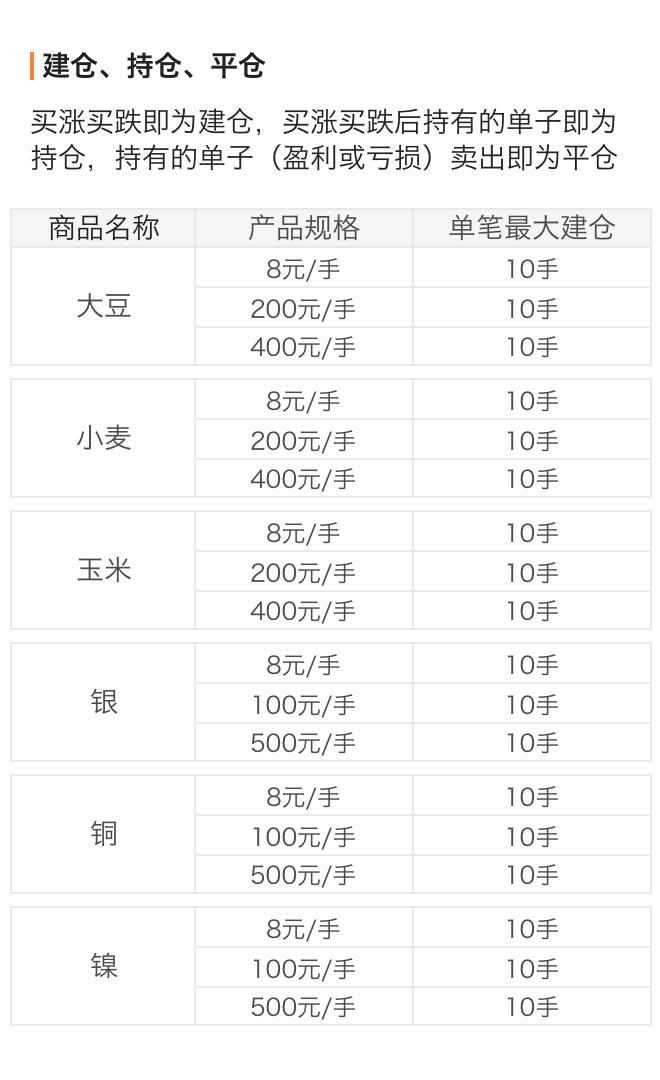 建仓、持仓、平仓
买涨买跌即为建仓，买涨买跌后持有的单子即为
持仓，持有的单子（盈利或亏损）卖出即为平仓
商品名称 产品规格 单笔最大建仓
大豆
8元/手 10手
200元/手 10手
400元/手 10手
小麦
8元/手 10手
200元/手 10手
400元/手 10手
玉米
8元/手 10手
200元/手 10手
400元/手 10手
银
8元/手 10手
100元/手 10手
500元/手 10手
铜
8元/手 10手
100元/手 10手
500元/手 10手
镍
8元/手 10手
100元/手 10手
500元/手 10手